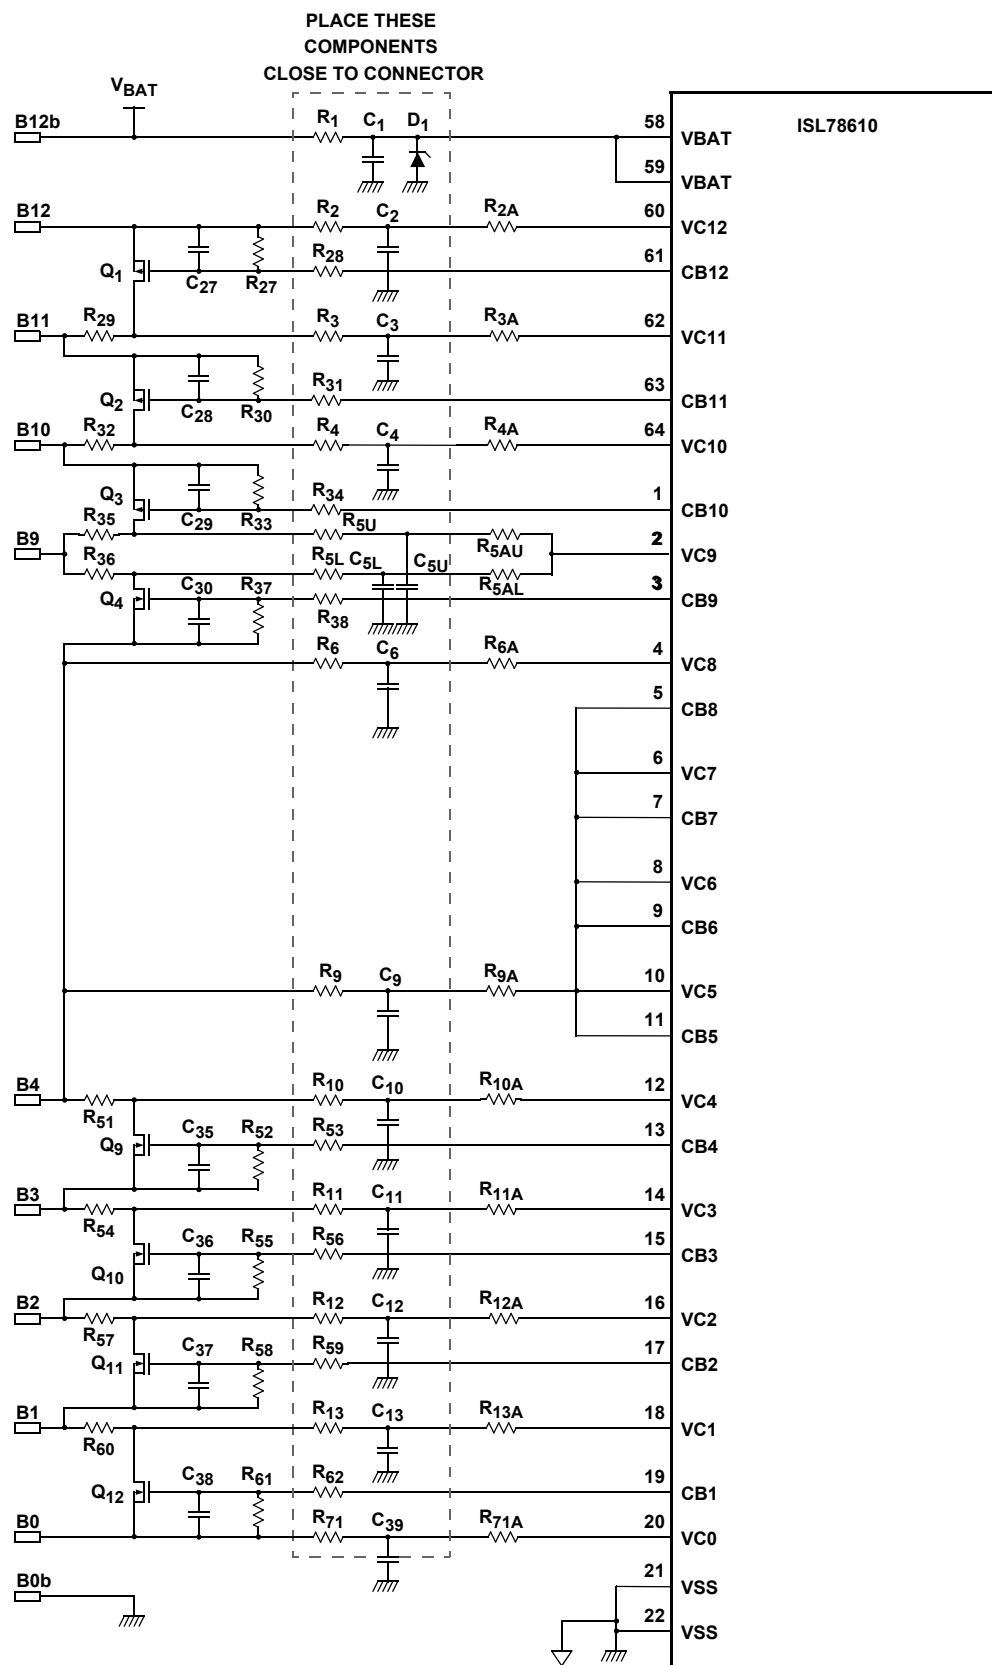 PLACE THESE
COMPONENTS
CLOSE TO CONNECTOR
VBAT
B12b R1 C1 D1 58 VBAT ISL78610
59 VBAT
B12 R2 C2 R2A 60 VC12
Q1 C27 R27 R28 61 CB12
B11 R29 R3 C3 R3A 62 VC11
Q2 C28 R30 R31 63 CB11
B10 R32 R4 C4 R4A 64 VC10
Q3 C29 R33 R34 1 CB10
B9 R35 R5U R5AU 2 VC9
R36 R5L C5L C5U R5AL
Q4 C30 R37 R38 3 CB9
R6 C6 R6A 4 VC8
5 CB8
6 VC7
7 CB7
8 VC6
9 CB6
R9 C9 R9A 10 VC5
11 CB5
B4 R51 R10 C10 R10A 12 VC4
Q9 C35 R52 R53 13 CB4
B3 R54 R11 C11 R11A 14 VC3
Q10 C36 R55 R56 15 CB3
B2 R57 R12 C12 R12A 16 VC2
Q11 C37 R58 R59 17 CB2
B1 R60 R13 C13 R13A 18 VC1
Q12 C38 R61 R62 19 CB1
B0 R71 C39 R71A 20 VC0
B0b 21 VSS
22 VSS